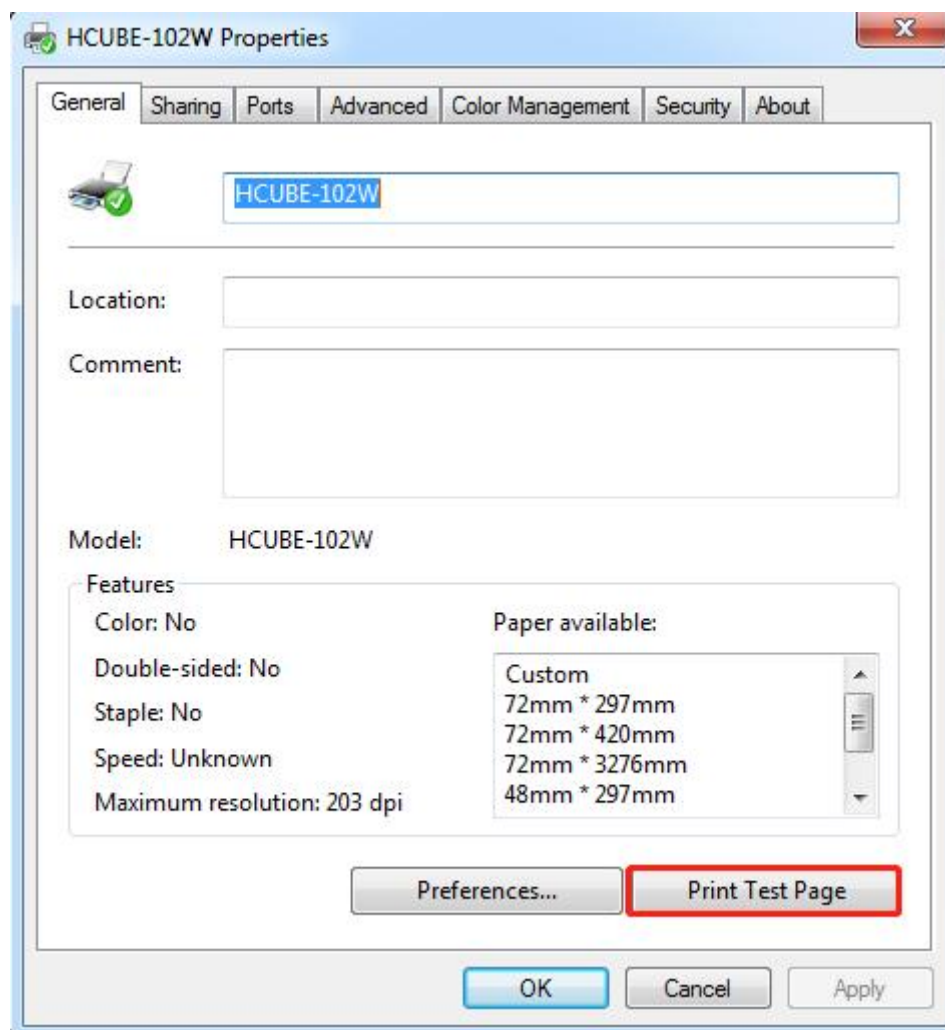 HCUBE-102W Properties
General Sharing Ports Advanced Color Management Security About
HCUBE-102W
Location:
Comment:
Model: HCUBE-102W
Features
Color: No
Double-sided: No
Staple: No
Speed: Unknown
Maximum resolution: 203 dpi
Paper available:
Custom
72mm * 297mm
72mm * 420mm
72mm * 3276mm
48mm * 297mm
Preferences... Print Test Page
OK Cancel Apply